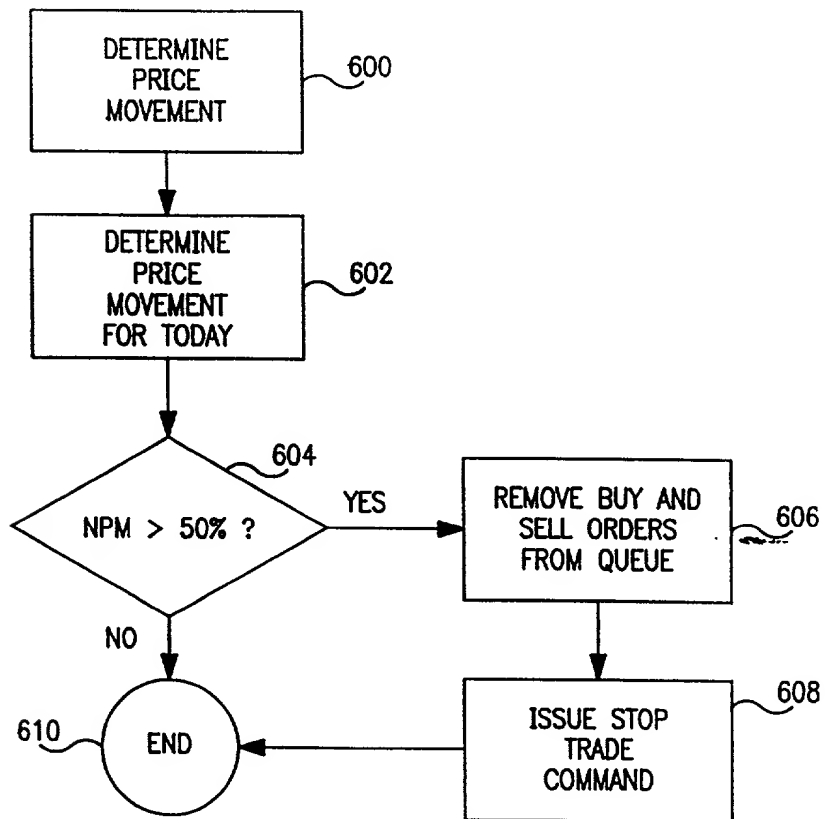 DETERMINE
PRICE
MOVEMENT
600
DETERMINE
PRICE
MOVEMENT
FOR TODAY
602
604
NPM > 50% ?
YES
REMOVE BUY AND
SELL ORDERS
FROM QUEUE
606
NO
610
END
ISSUE STOP
TRADE
COMMAND
608